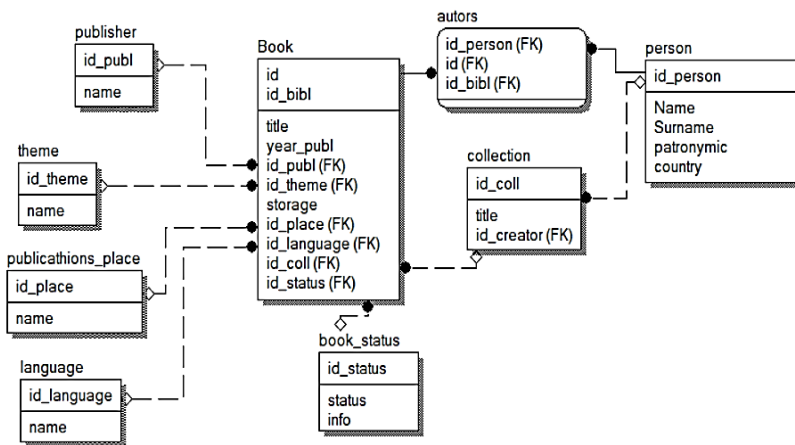 publisher
id_publ
name
theme
id_theme
name
publicathions_place
id_place
name
language
id_language
name
Book
id
id_bibl
title
year_publ
id_publ (FK)
id_theme (FK)
storage
id_place (FK)
id_language (FK)
id_coll (FK)
id_status (FK)
book_status
id_status
status
info
autors
id_person (FK)
id (FK)
id_bibl (FK)
collection
id_coll
title
id_creator (FK)
person
id_person
Name
Surname
patronymic
country